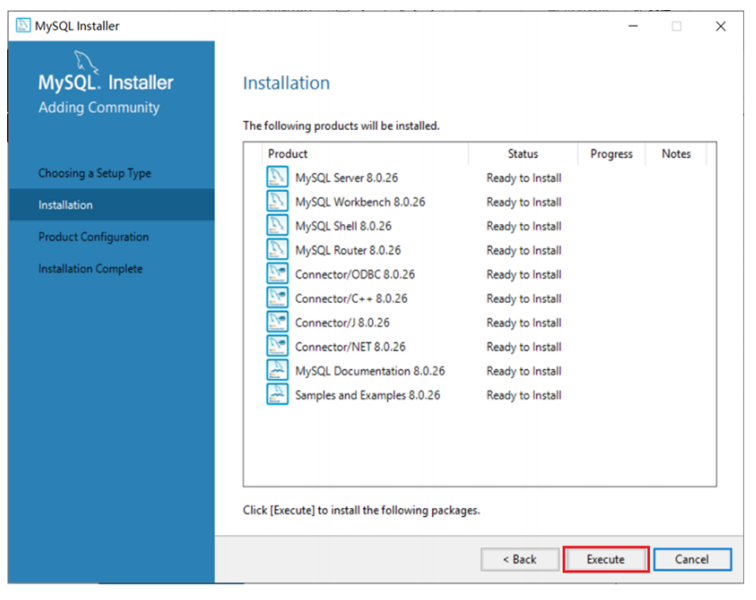 MySQL Installer
MySQL. Installer
Adding Community
Choosing a Setup Type
Installation
Product Configuration
Installation Complete
Installation
The following products will be installed.
Product Status Progress Notes
MySQL Server 8.0.26 Ready to Install
MySQL Workbench 8.0.26 Ready to Install
MySQL Shell 8.0.26 Ready to Install
MySQL Router 8.0.26 Ready to Install
Connector/ODBC 8.0.26 Ready to Install
Connector/C++ 8.0.26 Ready to Install
Connector/J 8.0.26 Ready to Install
Connector/NET 8.0.26 Ready to Install
MySQL Documentation 8.0.26 Ready to Install
Samples and Examples 8.0.26 Ready to Install
Click [Execute] to install the following packages.
< Back Execute Cancel